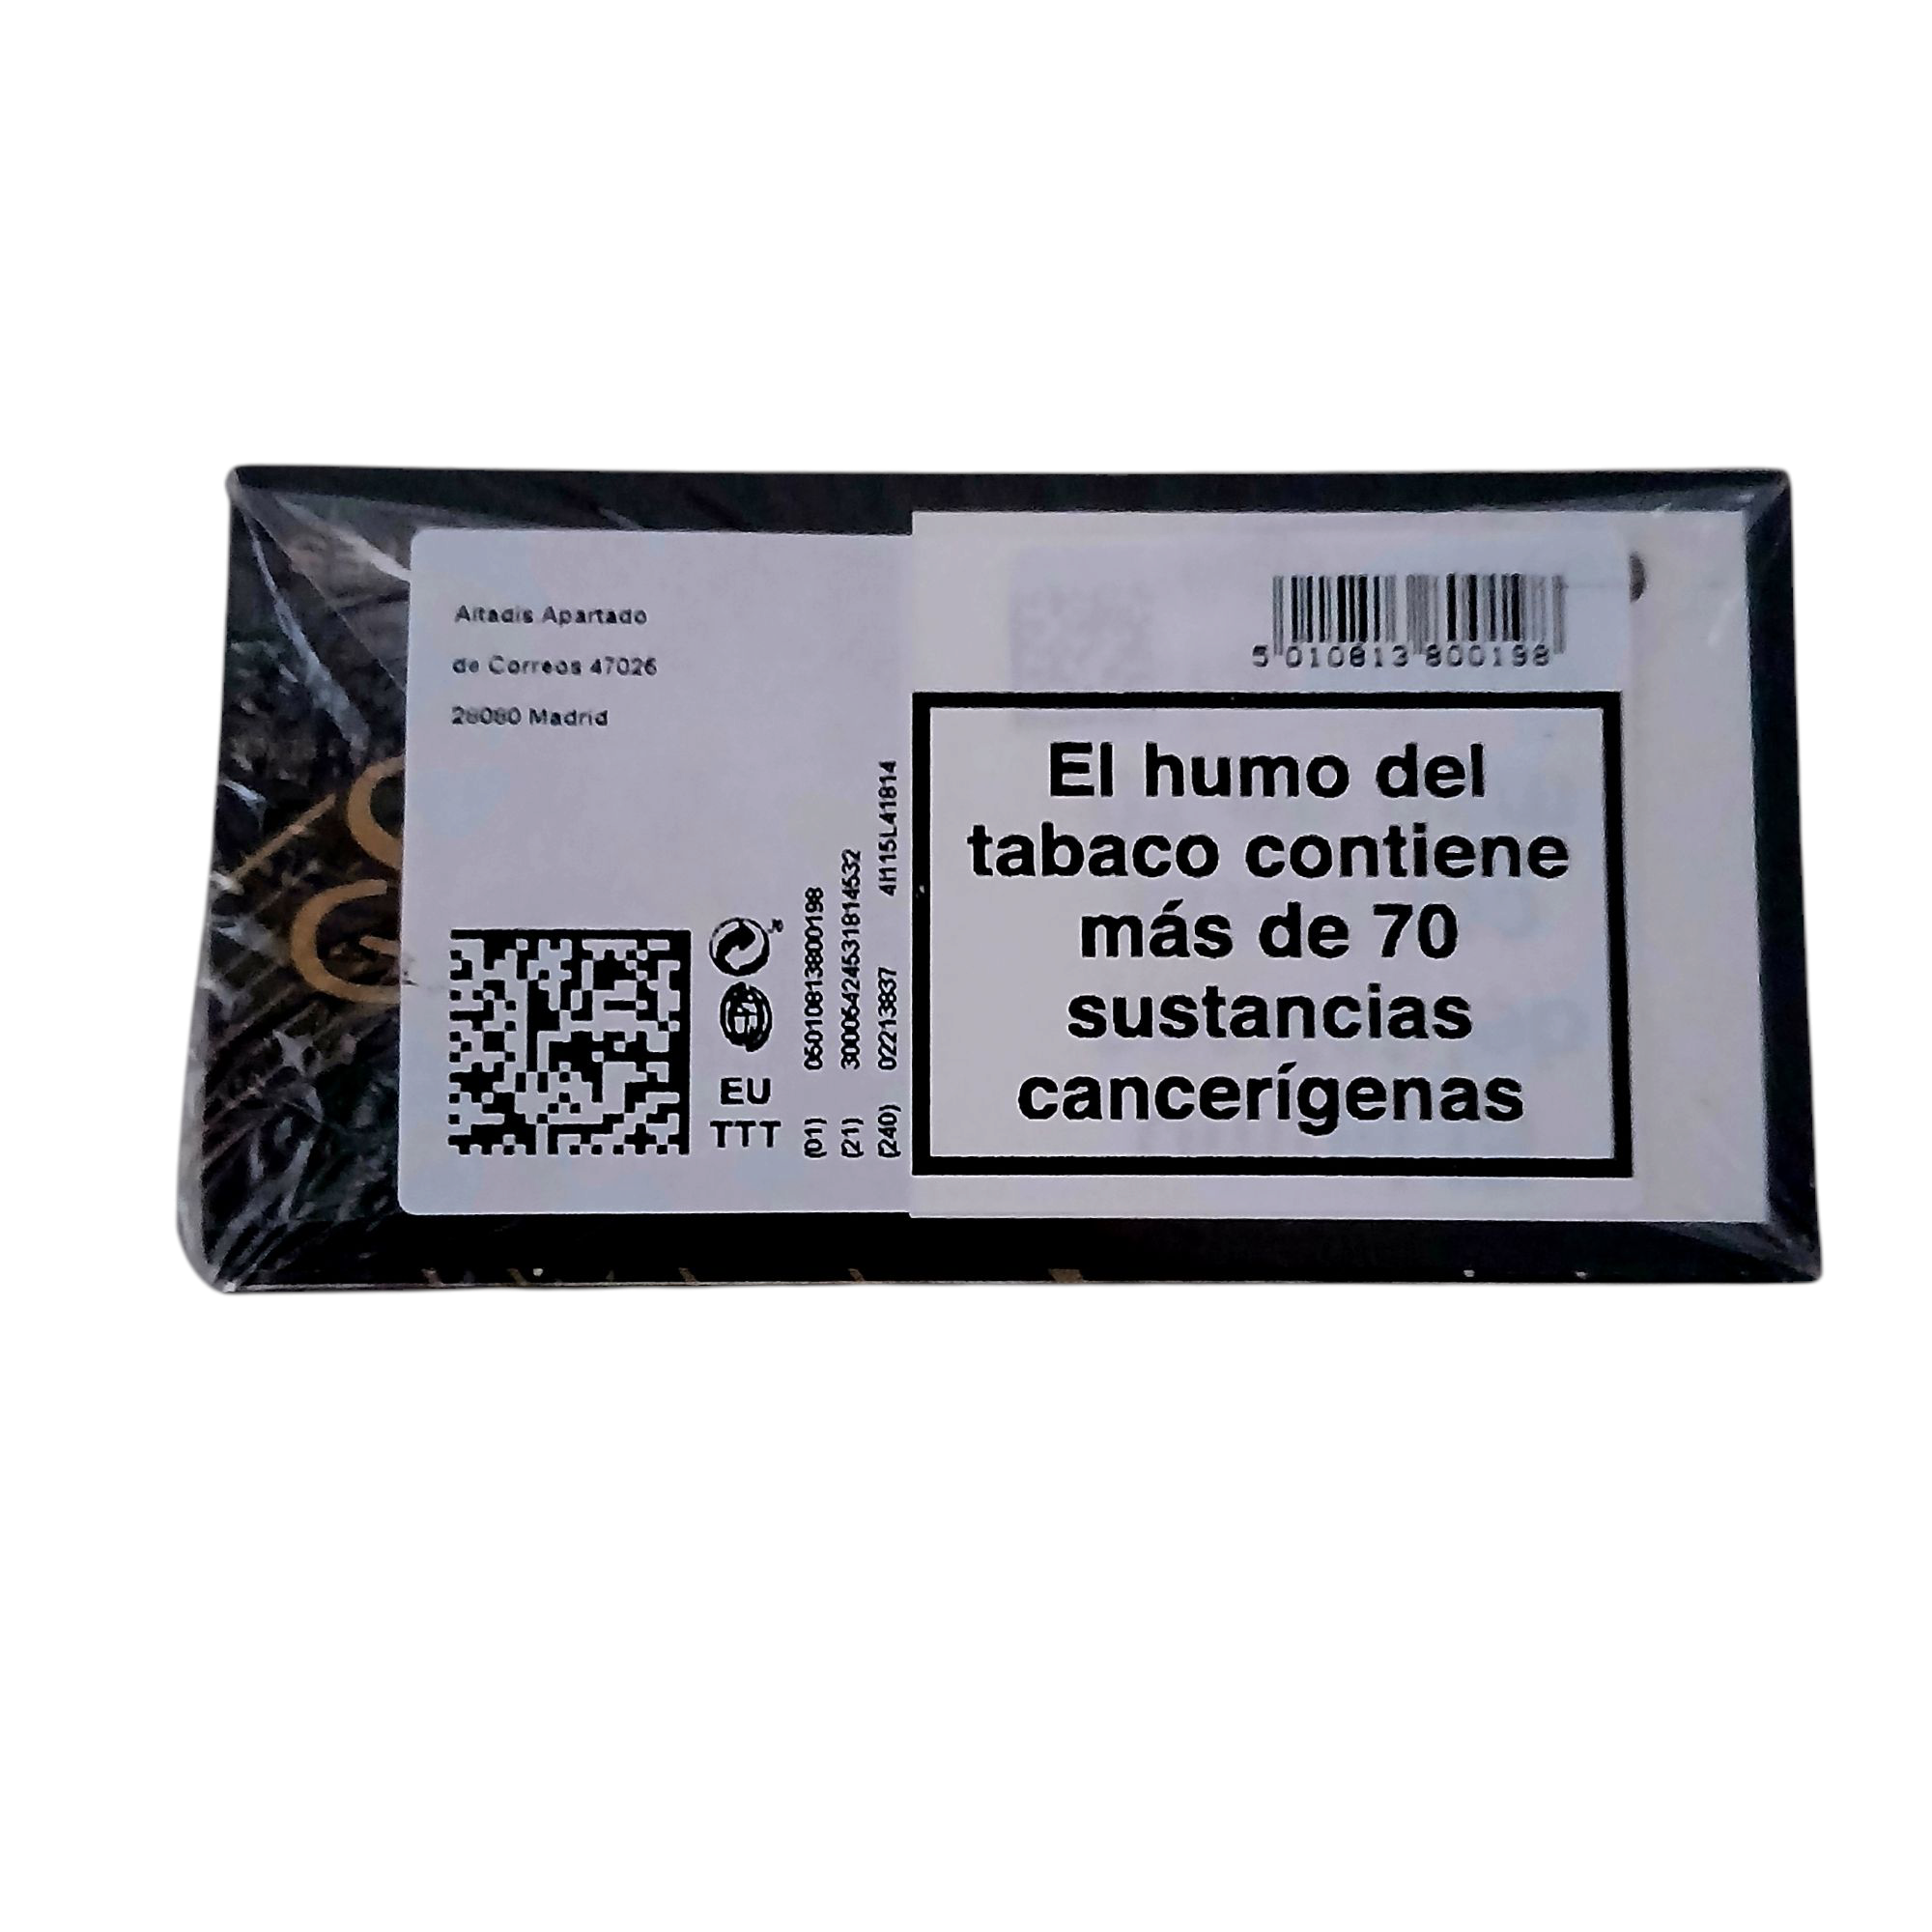 Altadis Apartado
de Correos 47026
28080 Madrid
EU
TTT
(01) 05010813800198
(21) 30006424531814532
(240) 02213837 4I115L41814
5 010813 800198
El humo del
tabaco contiene
más de 70
sustancias
cancerígenas